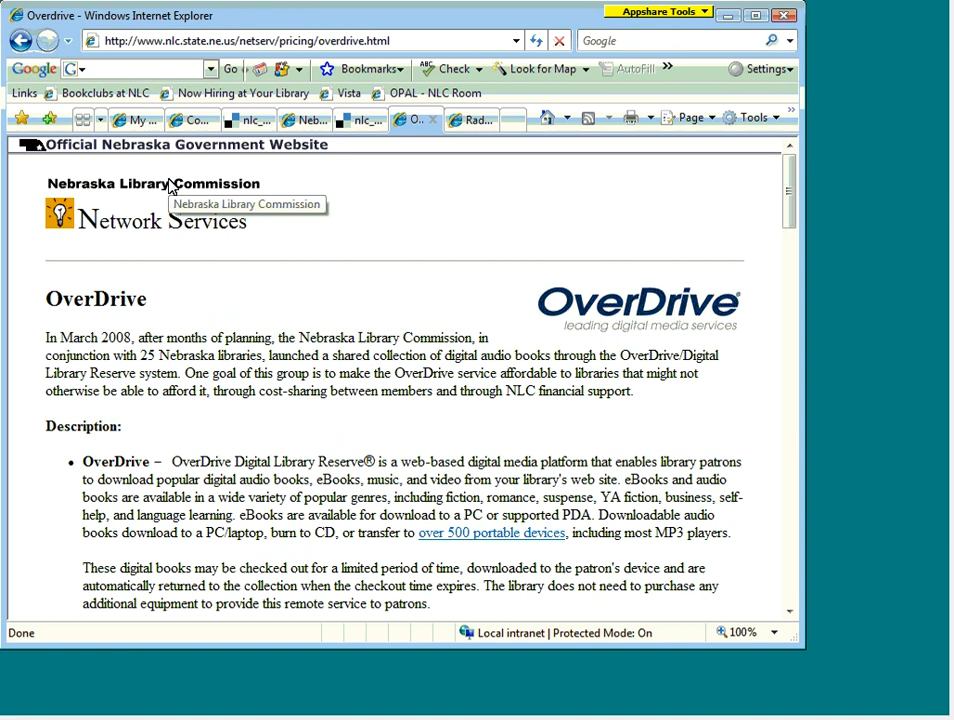 Overdrive - Windows Internet Explorer
Appshare Tools
http://www.nlc.state.ne.us/netserv/pricing/overdrive.html
Google
Google G Go Bookmarks ABC Check Look for Map AutoFill » Settings
Links Bookclubs at NLC Now Hiring at Your Library Vista OPAL - NLC Room
My ... Co... nlc_... Neb... nlc... O.. Rad... Page Tools »
Official Nebraska Government Website
Nebraska Library Commission
Nebraska Library Commission
Network Services
OverDrive
OverDrive®
leading digital media services
In March 2008, after months of planning, the Nebraska Library Commission, in
conjunction with 25 Nebraska libraries, launched a shared collection of digital audio books through the OverDrive/Digital
Library Reserve system. One goal of this group is to make the OverDrive service affordable to libraries that might not
otherwise be able to afford it, through cost-sharing between members and through NLC financial support.
Description:
• OverDrive – OverDrive Digital Library Reserve® is a web-based digital media platform that enables library patrons
to download popular digital audio books, eBooks, music, and video from your library's web site. eBooks and audio
books are available in a wide variety of popular genres, including fiction, romance, suspense, YA fiction, business, self-
help, and language learning. eBooks are available for download to a PC or supported PDA. Downloadable audio
books download to a PC/laptop, burn to CD, or transfer to over 500 portable devices, including most MP3 players.
These digital books may be checked out for a limited period of time, downloaded to the patron's device and are
automatically returned to the collection when the checkout time expires. The library does not need to purchase any
additional equipment to provide this remote service to patrons.
Done Local intranet | Protected Mode: On 100%